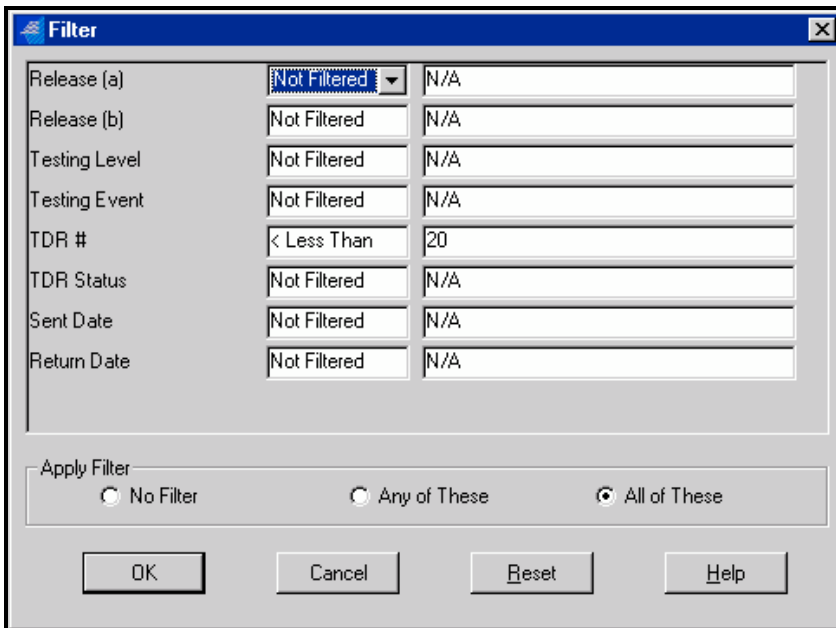 Filter
Release (a) Not Filtered N/A
Release (b) Not Filtered N/A
Testing Level Not Filtered N/A
Testing Event Not Filtered N/A
TDR # < Less Than 20
TDR Status Not Filtered N/A
Sent Date Not Filtered N/A
Return Date Not Filtered N/A
Apply Filter
No Filter Any of These All of These
OK Cancel Reset Help